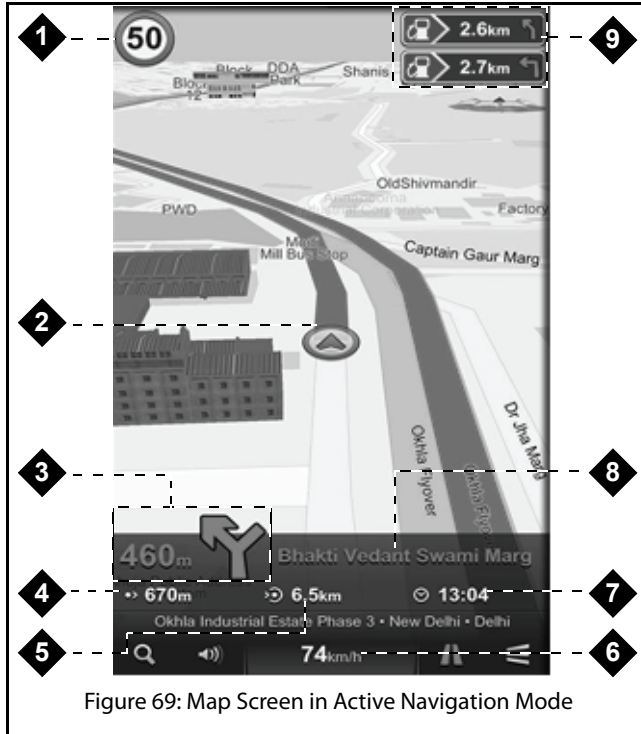 1
50
2.6km
9
2.7km
Block
DDA
Park
Shanis
Block
12
OldShivmandir
PWD
Factory
Mill Bus Stop
Captain Gaur Marg
2
Dr Jha Marg
Okhla Flyover
3
8
460m
Bhakti Vedant Swami Marg
4
670m
6,5km
13:04
7
Okhla Industrial Estate Phase 3 • New Delhi • Delhi
5
74km/h
6
Figure 69: Map Screen in Active Navigation Mode